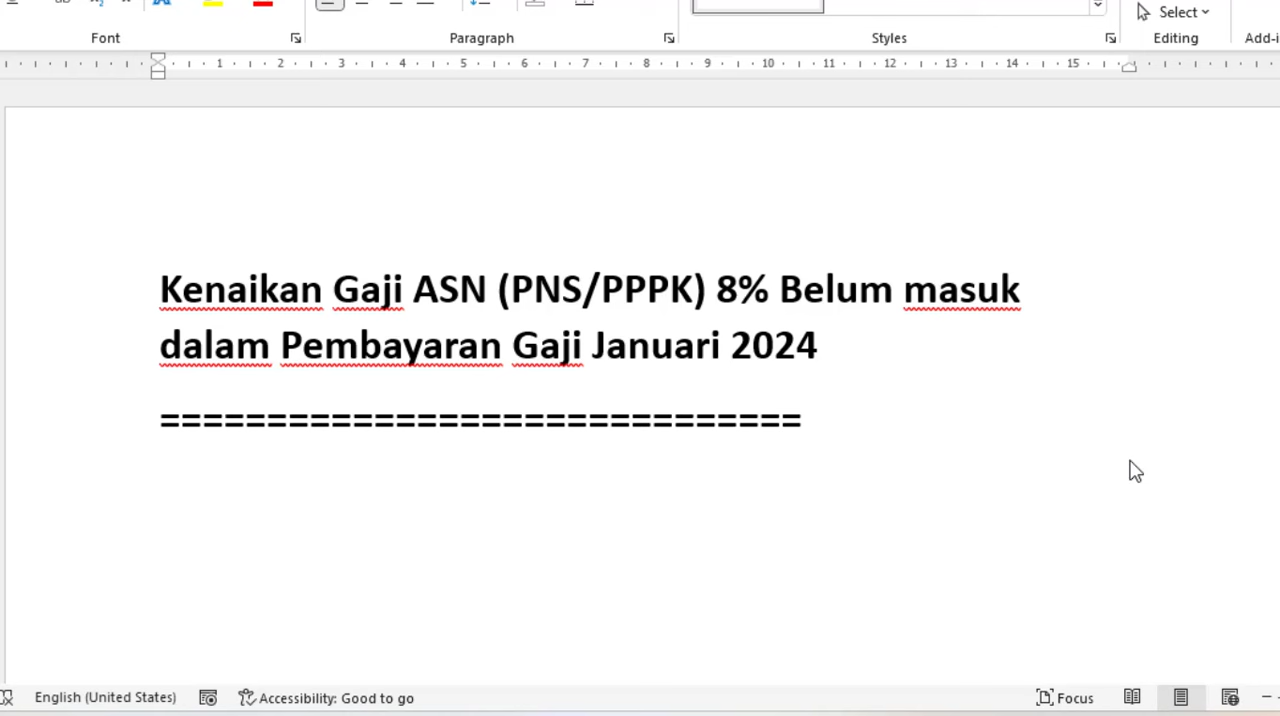 Select
Font
Paragraph
Styles
Editing
1 2 3 4 5 6 7 8 9 10 11 12 13 14 15
Kenaikan Gaji ASN (PNS/PPPK) 8% Belum masuk
dalam Pembayaran Gaji Januari 2024
==============================
English (United States)
Accessibility: Good to go
Focus